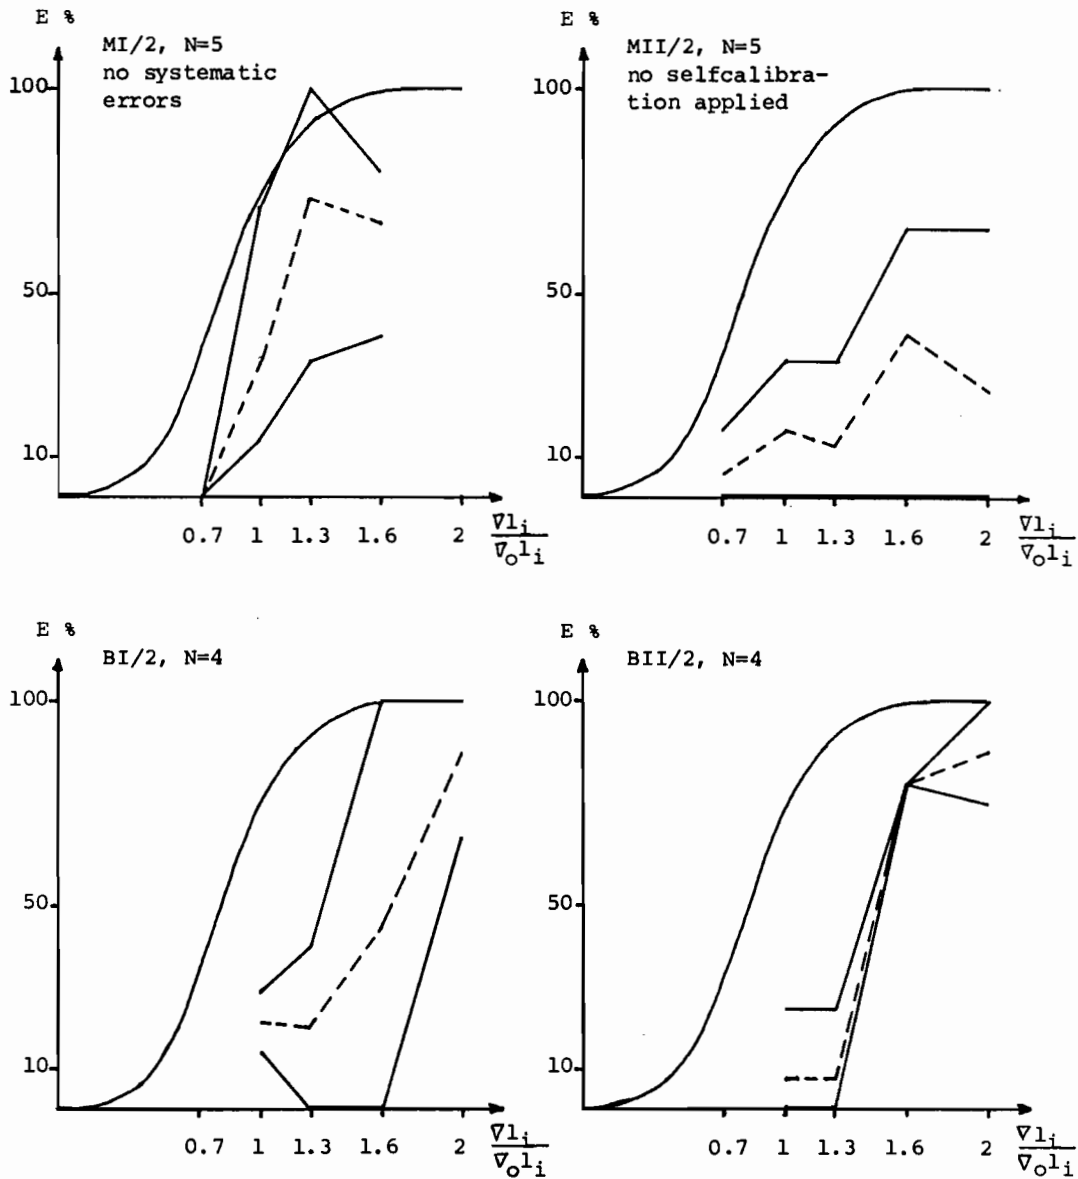 E %
MI/2, N=5
no systematic
errors
100
50
10
0.7 1 1.3 1.6 2
∇l_i
∇_o l_i
E %
MII/2, N=5
no selfcalibra-
tion applied
100
50
10
0.7 1 1.3 1.6 2
∇l_i
∇_o l_i
E %
BI/2, N=4
100
50
10
0.7 1 1.3 1.6 2
∇l_i
∇_o l_i
E %
BII/2, N=4
100
50
10
0.7 1 1.3 1.6 2
∇l_i
∇_o l_i